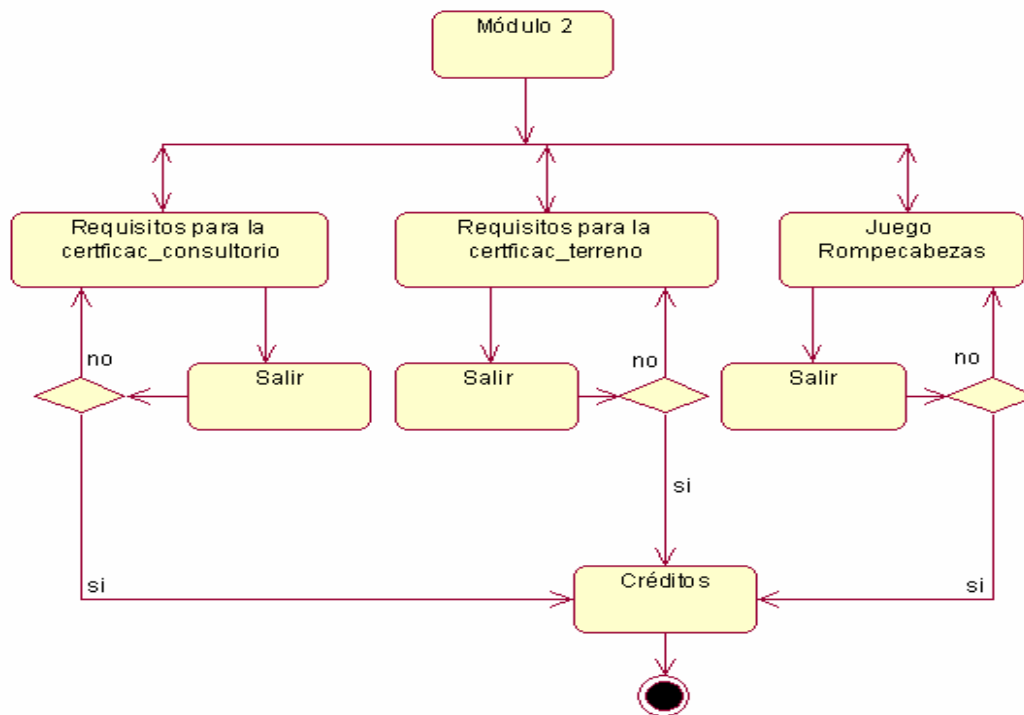 Módulo 2
Requisitos para la
certficac_consultorio
Requisitos para la
certficac_terreno
Juego
Rompecabezas
no
Salir
Salir
no
Salir
no
si
si
Créditos
si